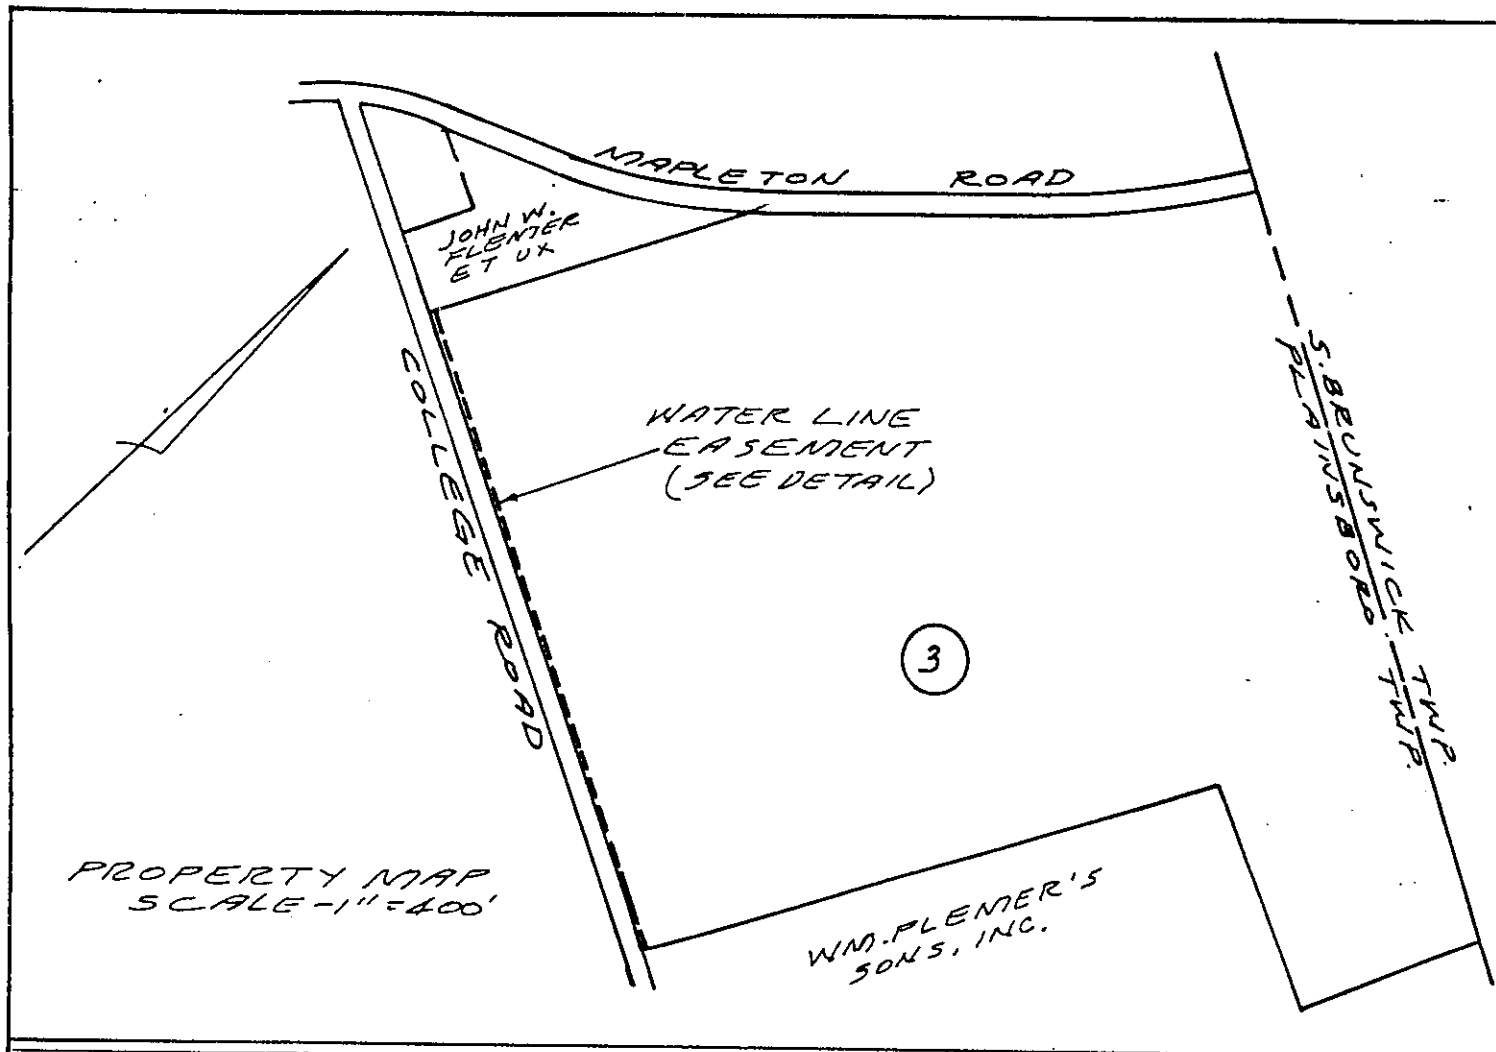 MAPLETON ROAD
JOHN W.
FLEMER
ET UX
COLLEGE ROAD
WATER LINE
EASEMENT
(SEE DETAIL)
S. BRUNSWICK TWP.
PLAINSBORO TWP.
3
PROPERTY MAP
SCALE - 1" = 400'
WM. FLEMER'S
SONS, INC.